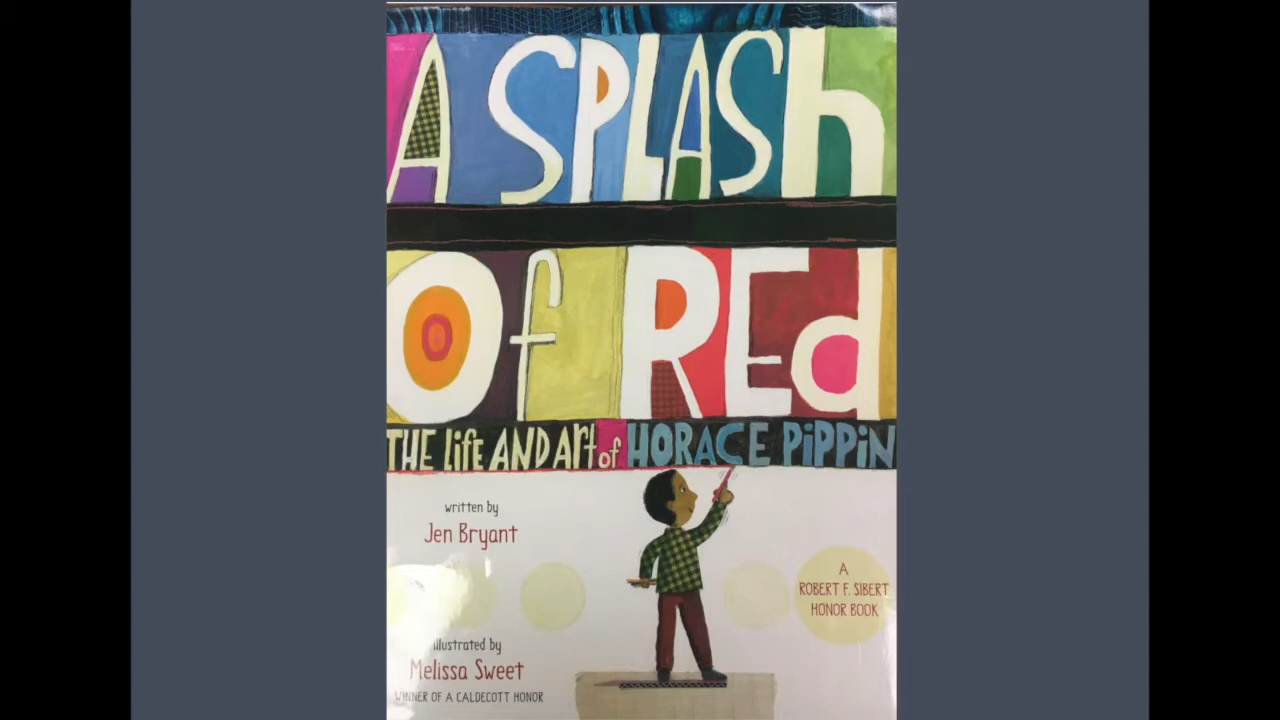 A SPLASh
Of REd
THE Life AND Art of HORACE PiPPiN
written by
Jen Bryant
illustrated by
Melissa Sweet
WINNER OF A CALDECOTT HONOR
A
ROBERT F. SIBERT
HONOR BOOK